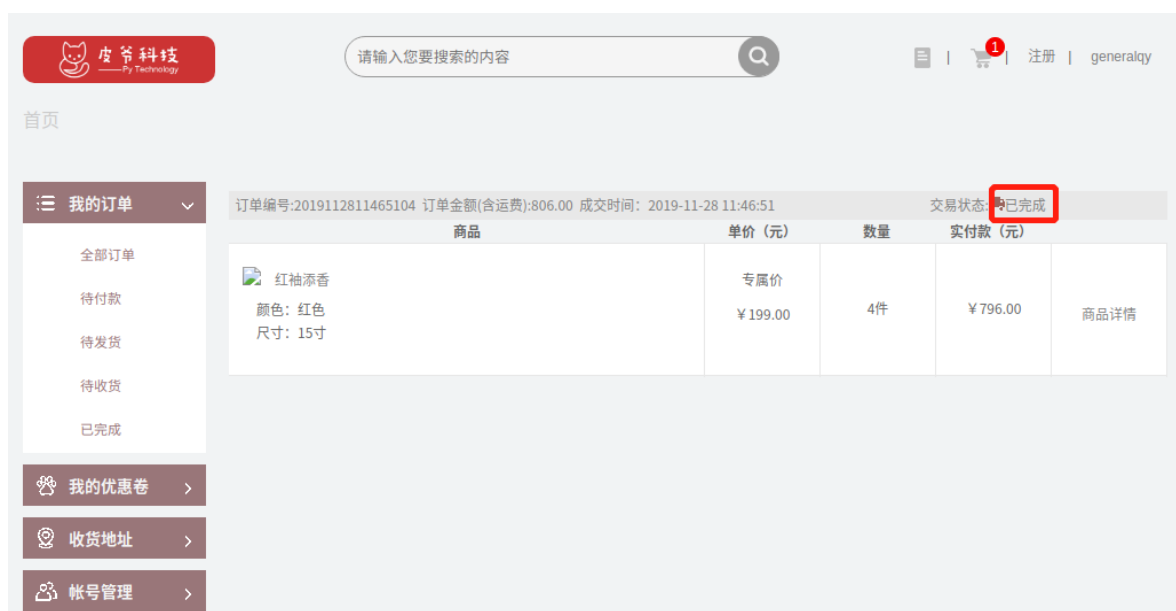 皮爷科技
Py Technology
请输入您要搜索的内容
| 1 | 注册 | generalqy
首页
我的订单
订单编号:2019112811465104 订单金额(含运费):806.00 成交时间：2019-11-28 11:46:51 交易状态:已完成
商品 单价（元） 数量 实付款（元）
全部订单
待付款
待发货
待收货
已完成
红袖添香
颜色：红色
尺寸：15寸
专属价
￥199.00
4件
￥796.00
商品详情
我的优惠卷
收货地址
帐号管理